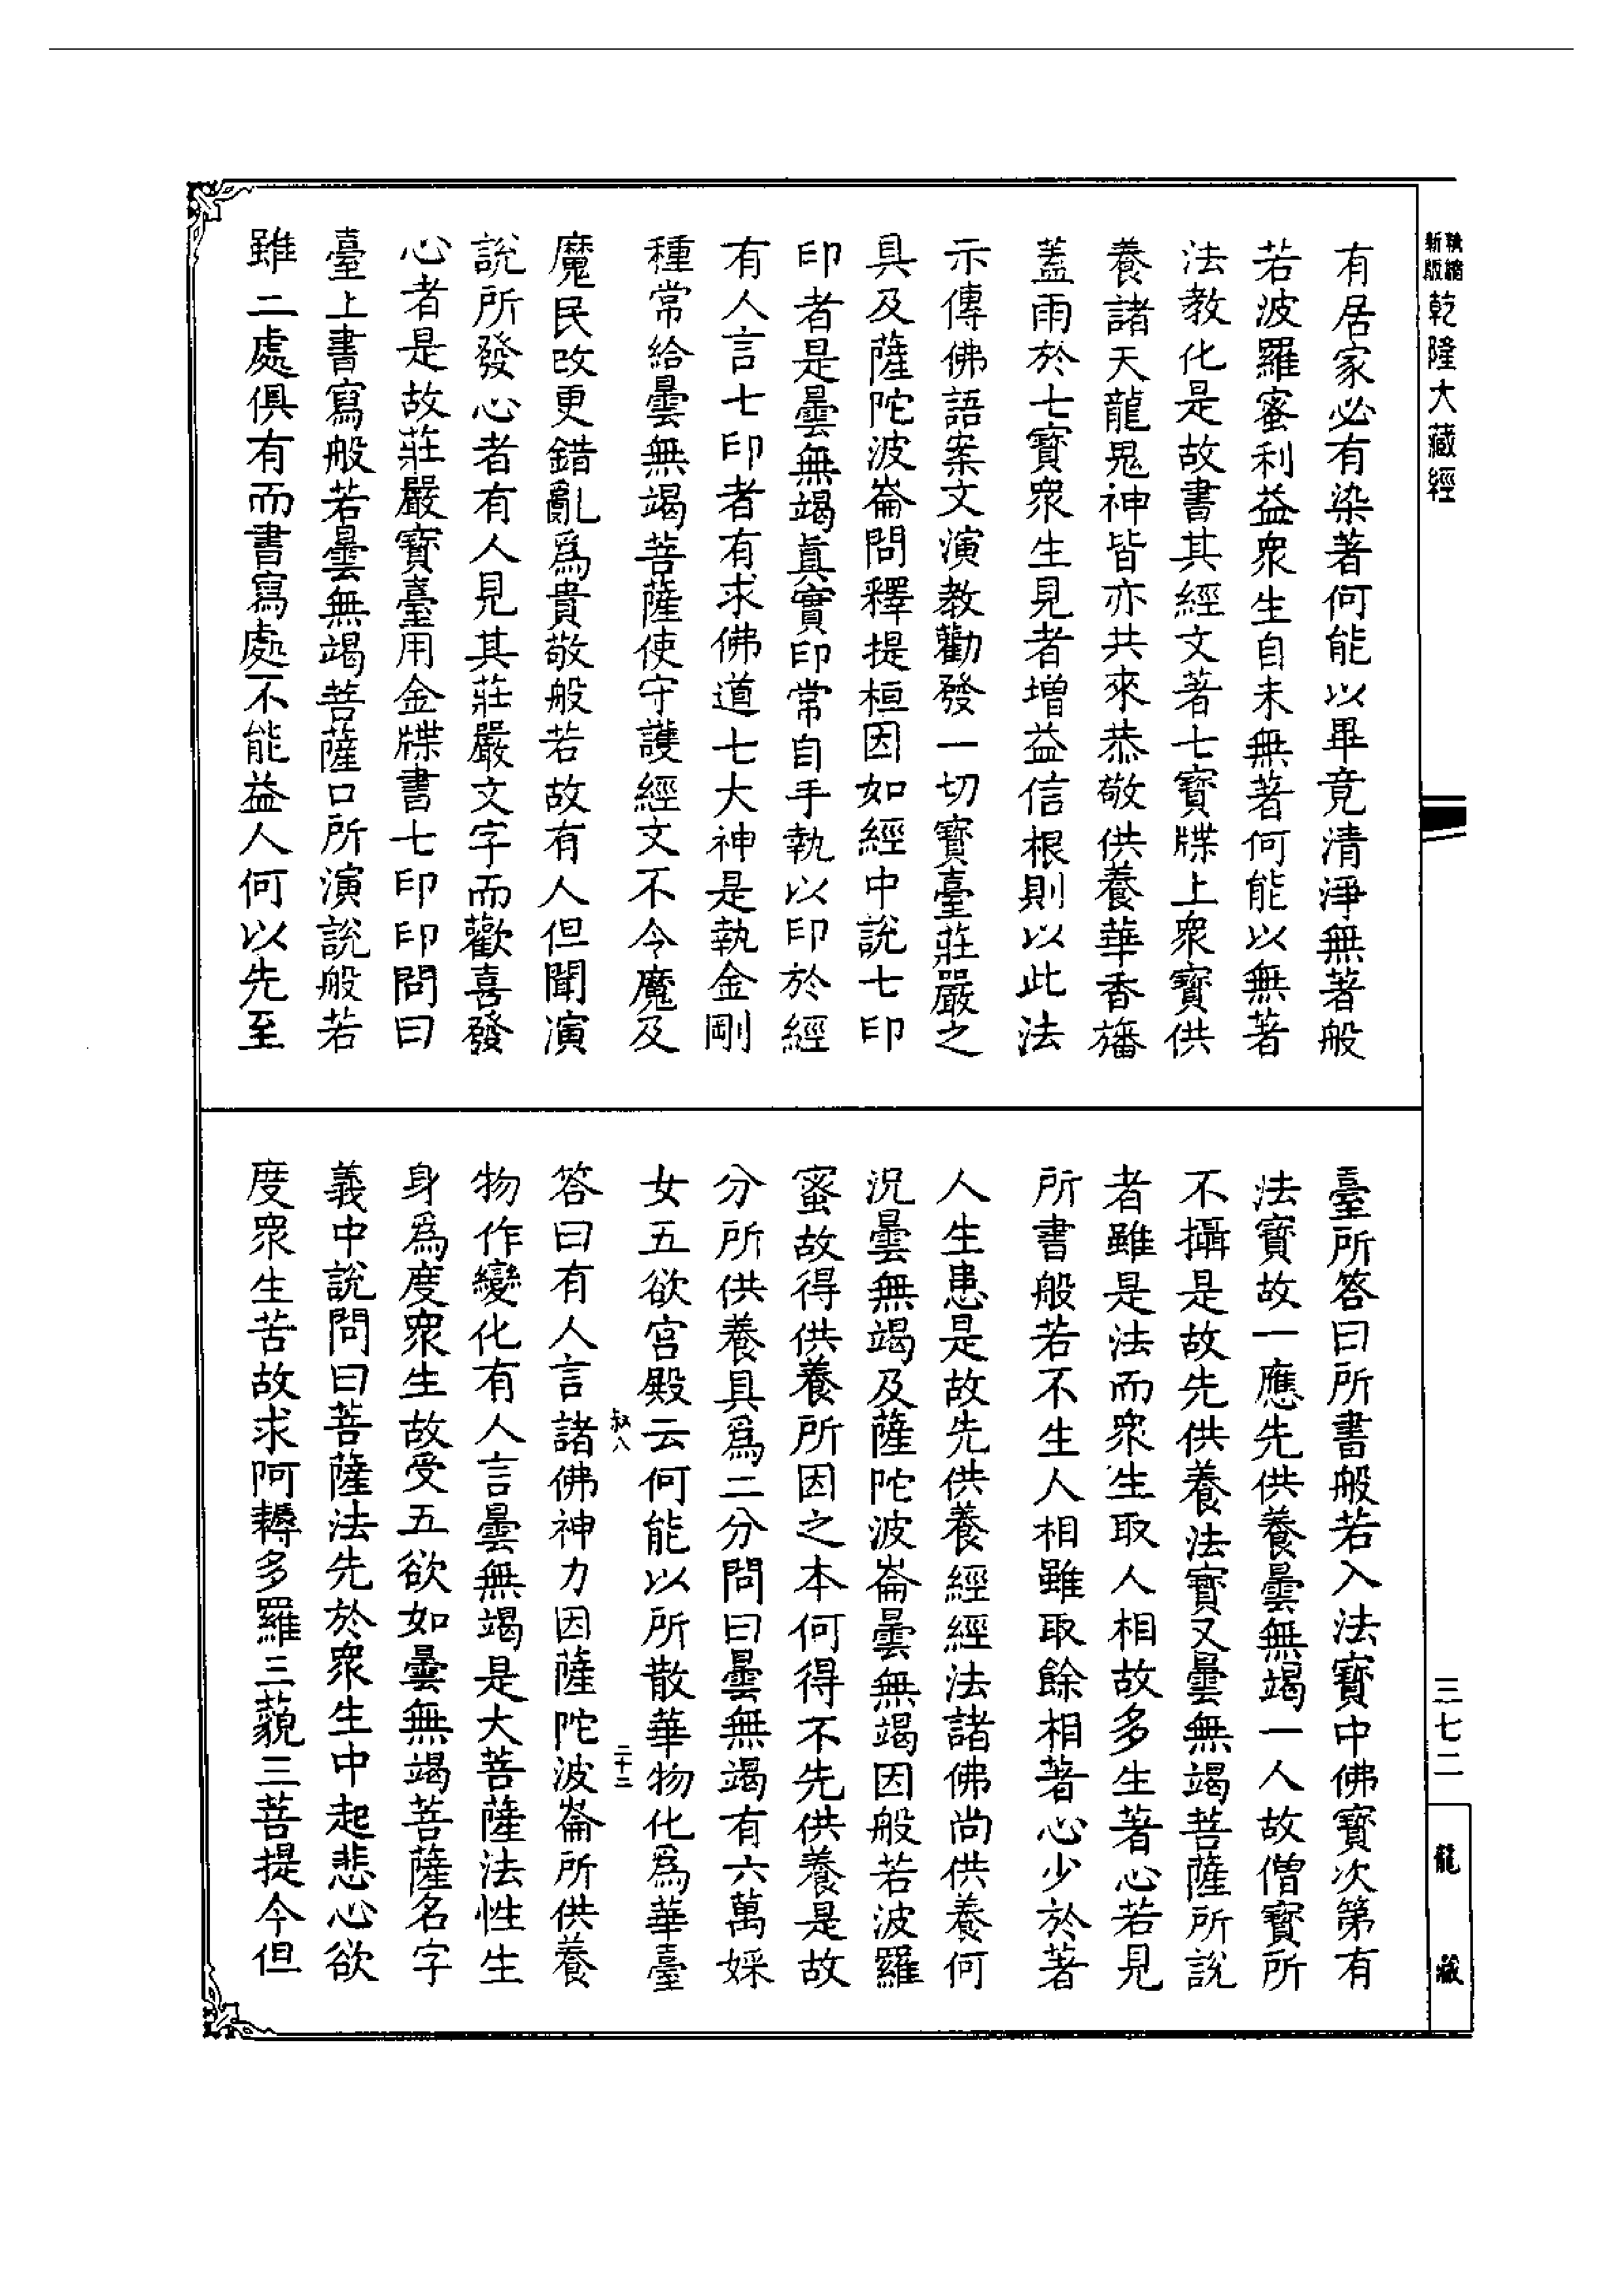 新版
乾隆大藏經
有居家必有染著何能以畢竟清淨無著般
若波羅蜜利益衆生自未無著何能以無著
法教化是故書其經文著七寶牒上衆寶供
養諸天龍鬼神皆亦共來恭敬供養華香旛
蓋雨於七寶衆生見者增益信根則以此法
示傳佛語案文演教勸發一切寶臺莊嚴之
具及薩陀波崙問釋提桓因如經中說七印
印者是曇無竭真實印常自手執以印於經
有人言七印者有求佛道七大神是執金剛
種常給曇無竭菩薩使守護經文不令魔及
魔民改更錯亂爲貴敬般若故有人但聞演
說所發心者有人見其莊嚴文字而歡喜發
心者是故莊嚴寶臺用金牒書七印印問曰
臺上書寫般若曇無竭菩薩口所演說般若
雖二處俱有而書寫處不能益人何以先至
臺所答曰所書般若入法寶中佛寶次第有
法寶故一應先供養曇無竭一人故僧寶所
不攝是故先供養法寶又曇無竭菩薩所說
者雖是法而衆生取人相故多生著心若見
所書般若不生人相雖取餘相著心少於著
人生患是故先供養經經法諸佛尚供養何
況曇無竭及薩陀波崙曇無竭因般若波羅
蜜故得供養所因之本何得不先供養是故
分所供養具爲二分問曰曇無竭有六萬婇
女五欲宮殿云何能以所散華物化爲華臺
叔八
二十二
答曰有人言諸佛神力因薩陀波崙所供養
物作變化有人言曇無竭是大菩薩法性生
身爲度衆生故受五欲如曇無竭菩薩名字
義中說問曰菩薩法先於衆生中起悲心欲
度衆生苦故求阿耨多羅三藐三菩提今但
三七二
龍藏